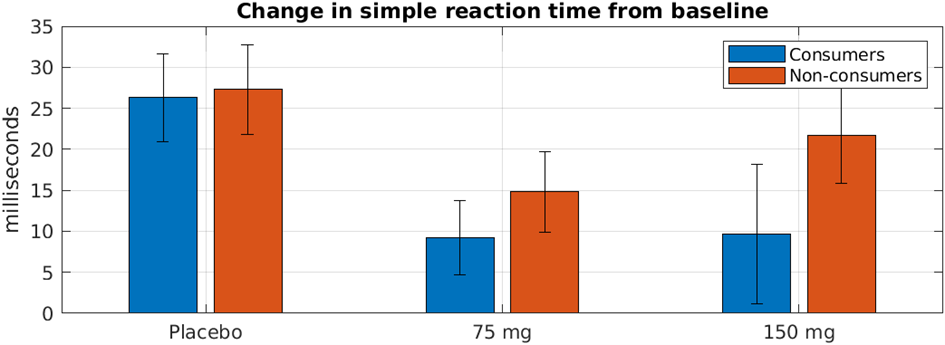 Change in simple reaction time from baseline
milliseconds
35
30
25
20
15
10
5
0
Consumers
Non-consumers
Placebo
75 mg
150 mg